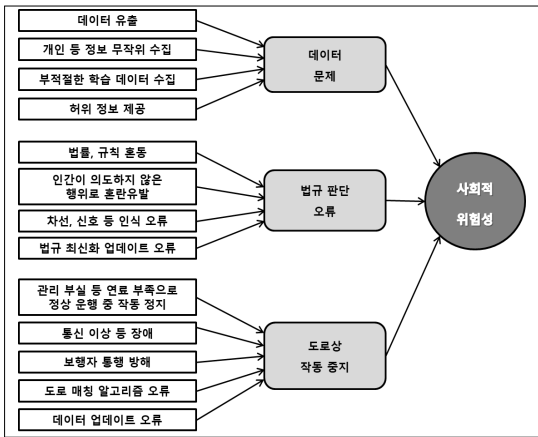 데이터 유출
개인 등 정보 무작위 수집
부적절한 학습 데이터 수집
허위 정보 제공
데이터
문제
법률, 규칙 혼동
인간이 의도하지 않은
행위로 혼란유발
차선, 신호 등 인식 오류
법규 최신화 업데이트 오류
법규 판단
오류
관리 부실 등 연료 부족으로
정상 운행 중 작동 정지
통신 이상 등 장애
보행자 통행 방해
도로 매칭 알고리즘 오류
데이터 업데이트 오류
도로상
작동 중지
사회적
위험성